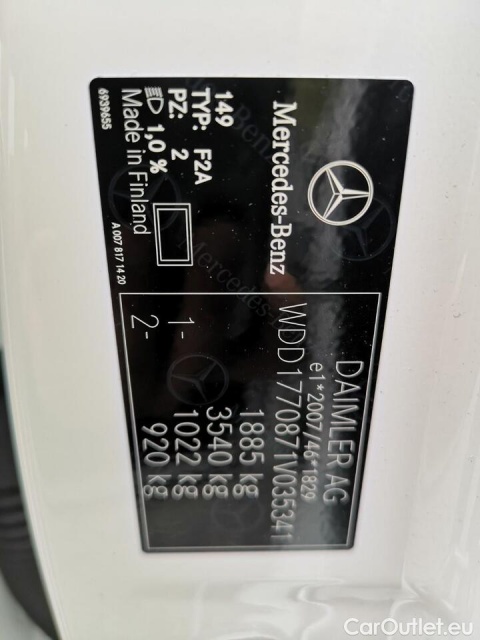 Mercedes-Benz
149
TYP: F2A
PZ: 2
1,0 %
Made in Finland
6939655
A 007 817 14 20
DAIMLER AG
e1*2007/46*1829
WDD1770871V035341
1885 kg
3540 kg
1- 1022 kg
2- 920 kg
CarOutlet.eu